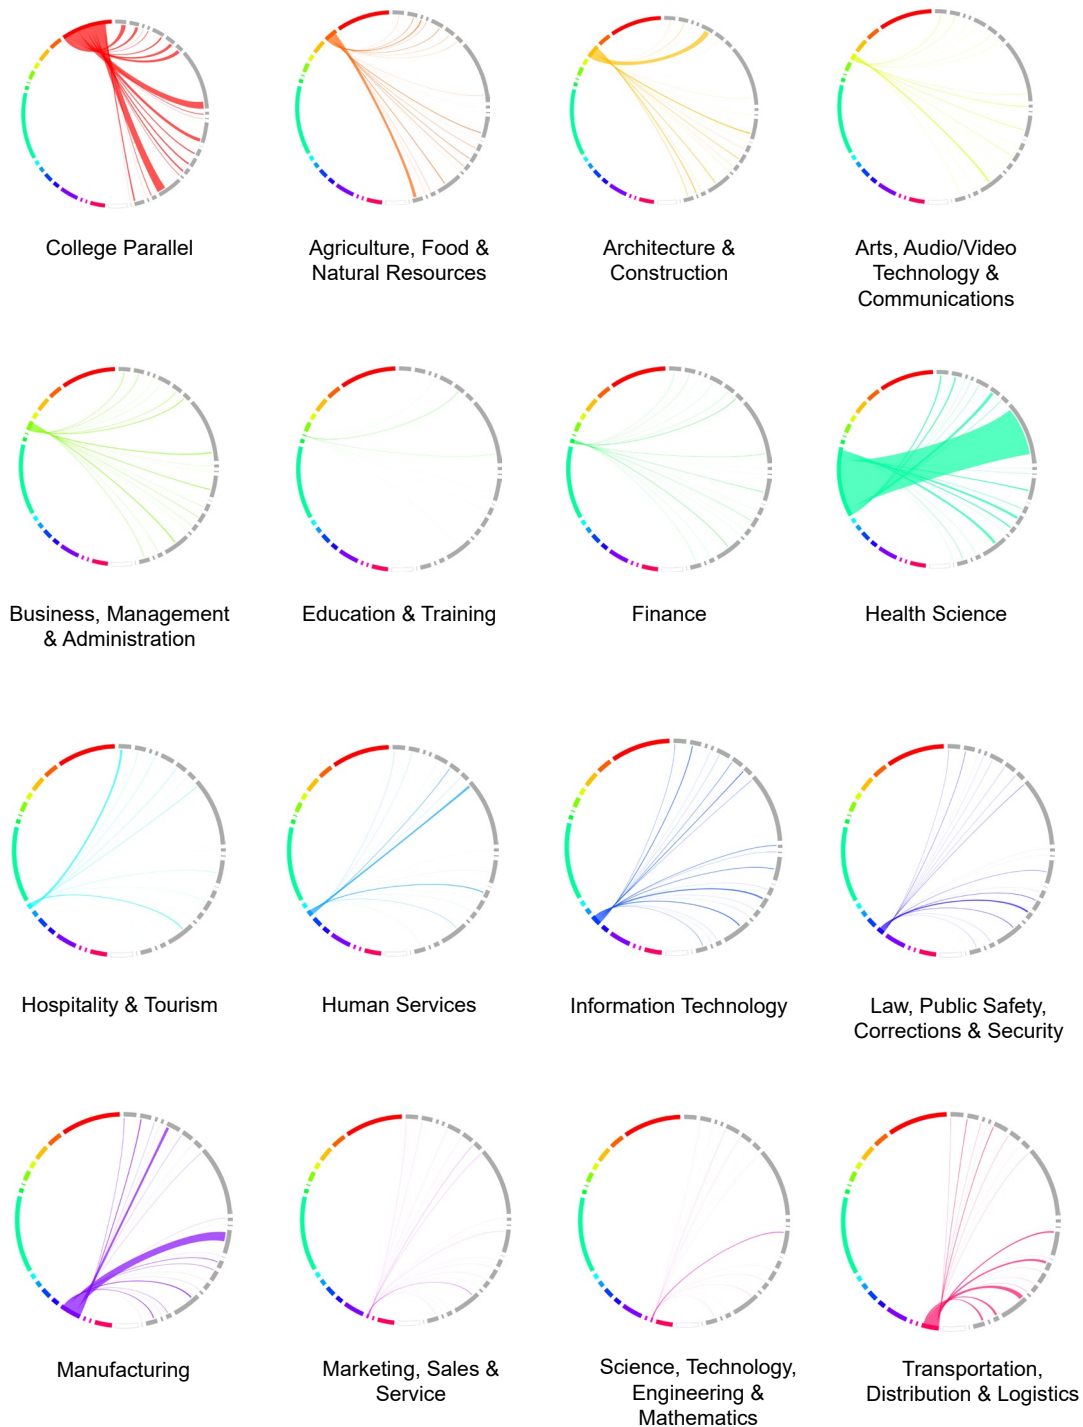 College Parallel
Agriculture, Food &
Natural Resources
Architecture &
Construction
Arts, Audio/Video
Technology &
Communications
Business, Management
& Administration
Education & Training
Finance
Health Science
Hospitality & Tourism
Human Services
Information Technology
Law, Public Safety,
Corrections & Security
Manufacturing
Marketing, Sales &
Service
Science, Technology,
Engineering &
Mathematics
Transportation,
Distribution & Logistics